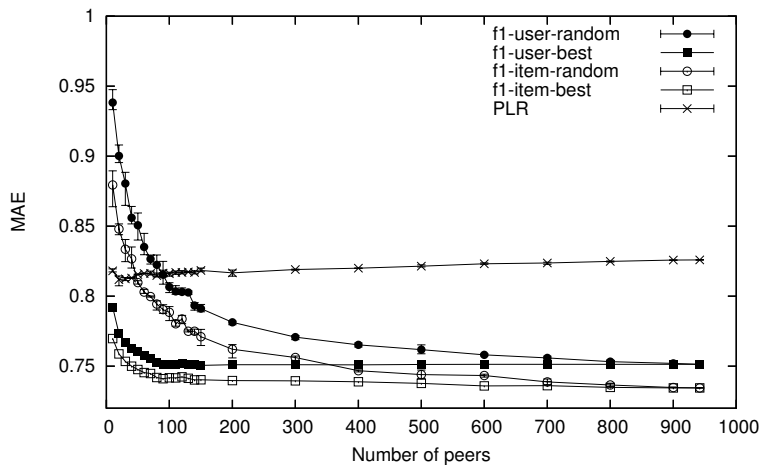 1
0.95
0.9
0.85
0.8
0.75
MAE
0 100 200 300 400 500 600 700 800 900 1000
Number of peers
f1-user-random
f1-user-best
f1-item-random
f1-item-best
PLR